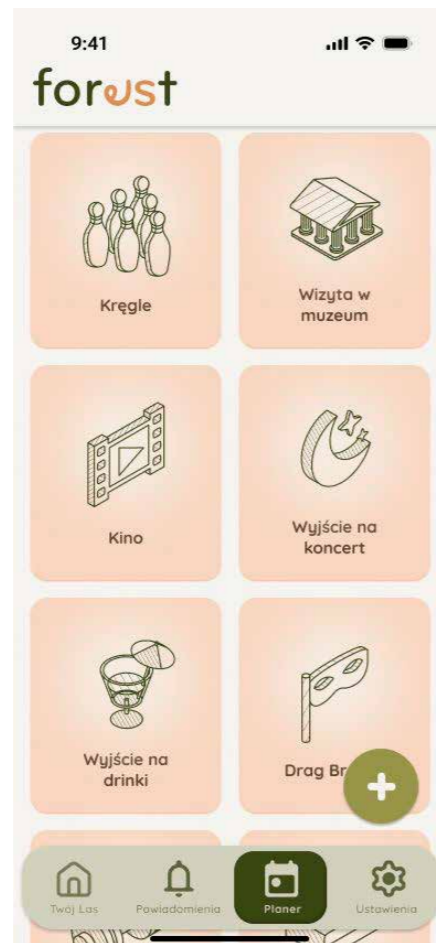 9:41
forest
Kręgle
Wizyta w
muzeum
Kino
Wyjście na
koncert
Wyjście na
drinki
Drag
Twój Las
Powiadomienia
Planer
Ustawienia